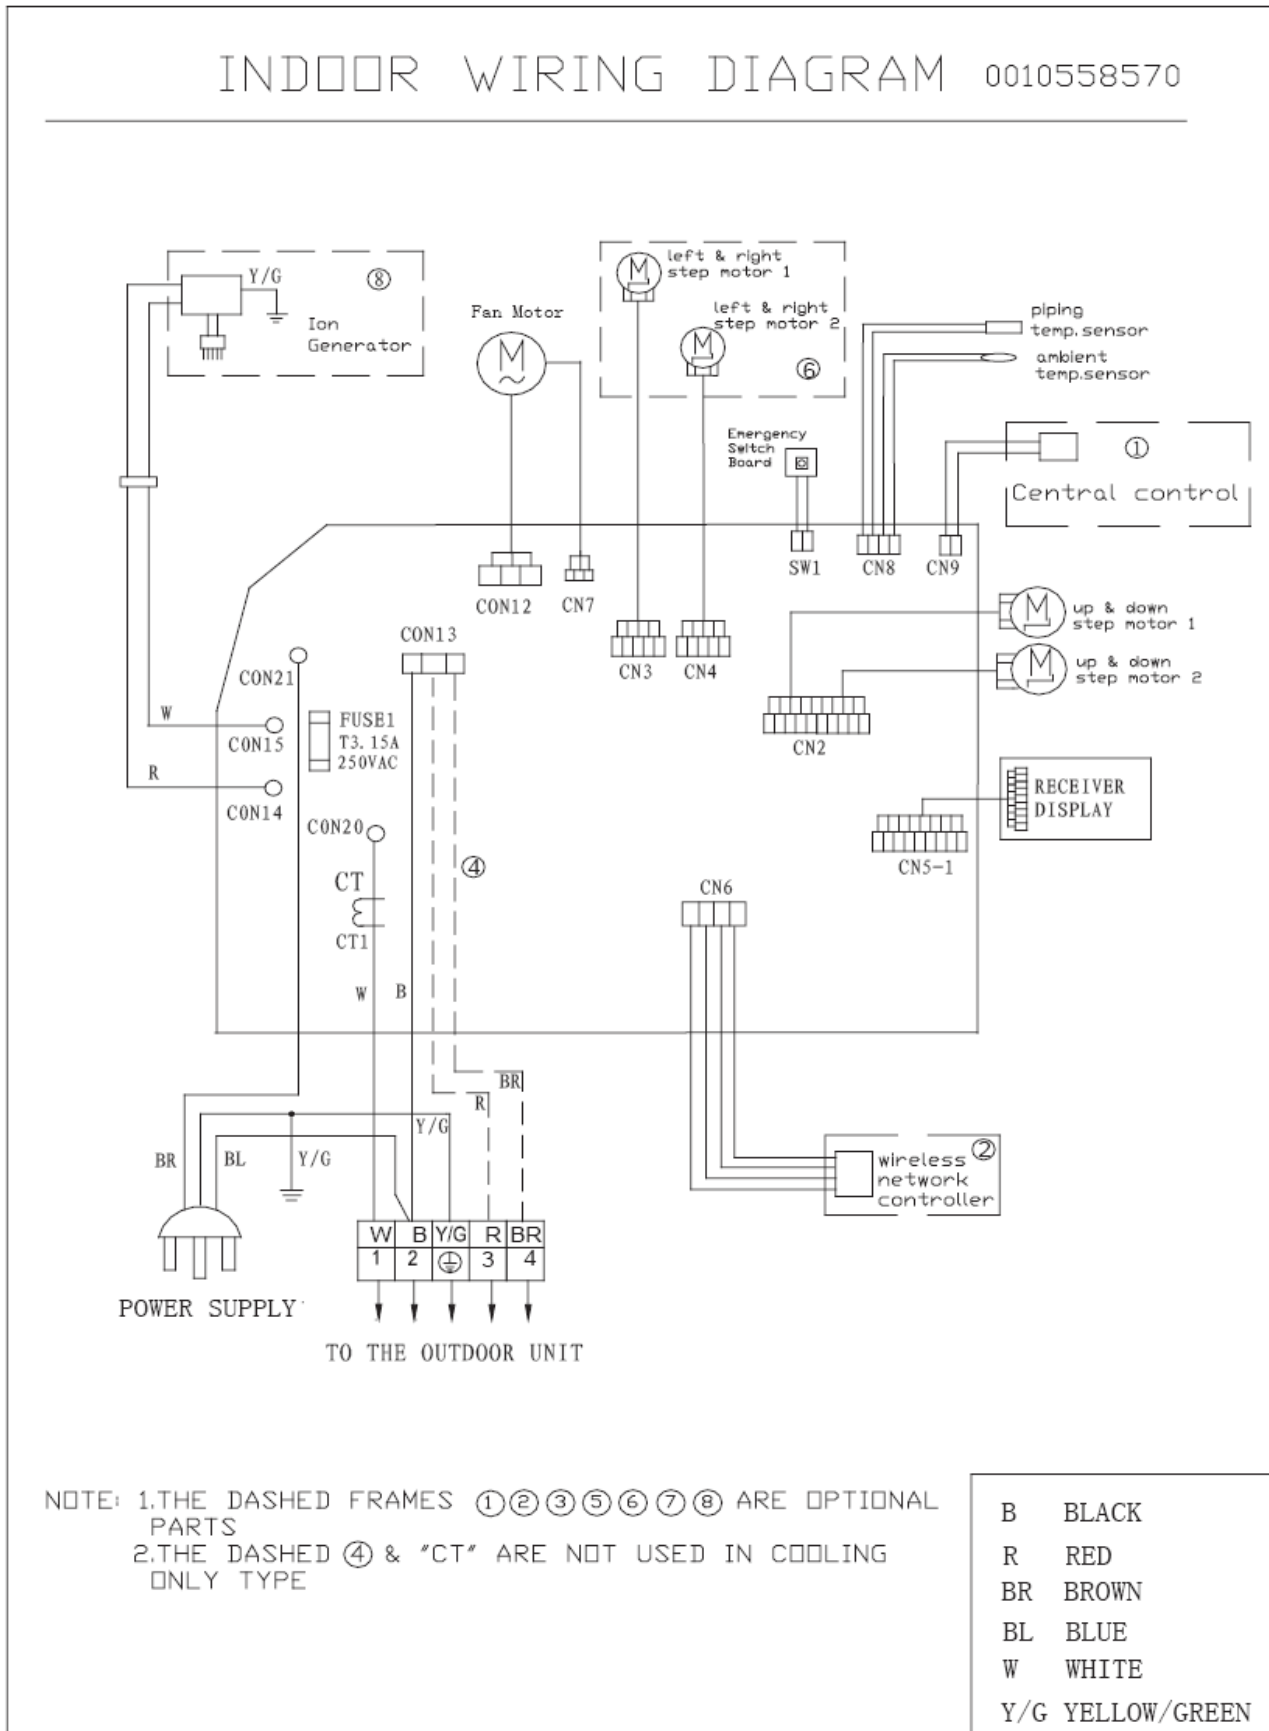 INDOOR WIRING DIAGRAM 0010558570
Y/G
⑧
Ion
Generator
Fan Motor
M
~
M
left & right
step motor 1
left & right
step motor 2
M
⑥
piping
temp.sensor
ambient
temp.sensor
Emergency
Switch
Board
①
Central control
SW1
CN8
CN9
CON12
CN7
CON13
CN3
CN4
M
up & down
step motor 1
M
up & down
step motor 2
CN2
CON21
W
CON15
FUSE1
T3.15A
250VAC
R
CON14
CON20
RECEIVER
DISPLAY
CN5-1
④
CT
CT1
CN6
W
B
BR
R
Y/G
BR
BL
Y/G
②
wireless
network
controller
W B Y/G R BR
1 2 3 4
POWER SUPPLY
TO THE OUTDOOR UNIT
NOTE: 1.THE DASHED FRAMES ①②③⑤⑥⑦⑧ ARE OPTIONAL
PARTS
2.THE DASHED ④ & "CT" ARE NOT USED IN COOLING
ONLY TYPE
B BLACK
R RED
BR BROWN
BL BLUE
W WHITE
Y/G YELLOW/GREEN